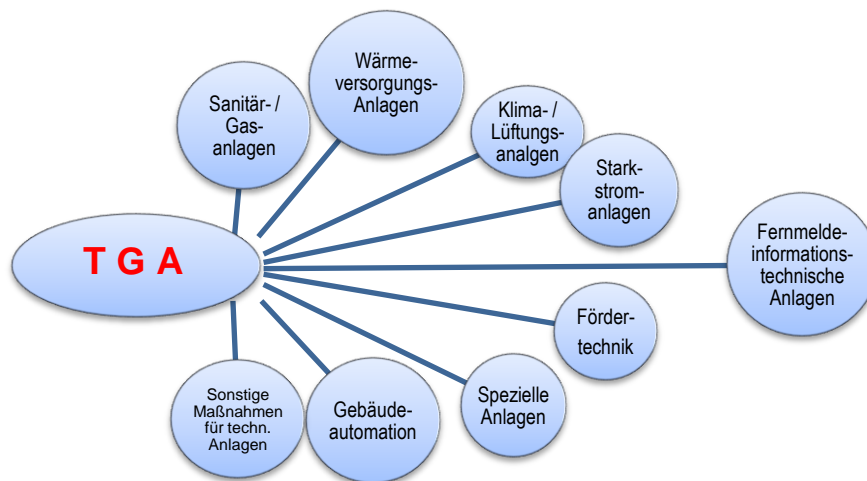 Wärme-
versorgungs-
Anlagen
Sanitär- /
Gas-
anlagen
Klima- /
Lüftungs-
analgen
Stark-
strom-
anlagen
Fernmelde-
informations-
technische
Anlagen
T G A
Förder-
technik
Spezielle
Anlagen
Gebäude-
automation
Sonstige
Maßnahmen
für techn.
Anlagen